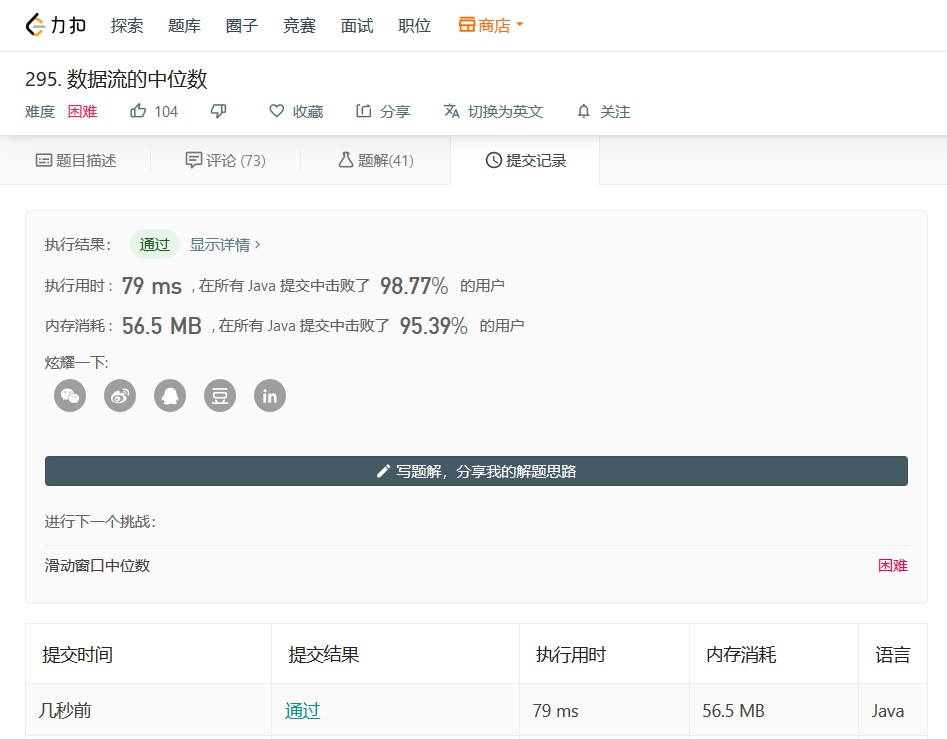 力扣 探索 题库 圈子 竞赛 面试 职位 商店
295. 数据流的中位数
难度 困难 104 收藏 分享 切换为英文 关注
题目描述 评论 (73) 题解(41) 提交记录
执行结果： 通过 显示详情 ›
执行用时 : 79 ms , 在所有 Java 提交中击败了 98.77% 的用户
内存消耗 : 56.5 MB , 在所有 Java 提交中击败了 95.39% 的用户
炫耀一下:
豆 in
写题解，分享我的解题思路
进行下一个挑战：
滑动窗口中位数 困难
提交时间 提交结果 执行用时 内存消耗 语言
几秒前 通过 79 ms 56.5 MB Java